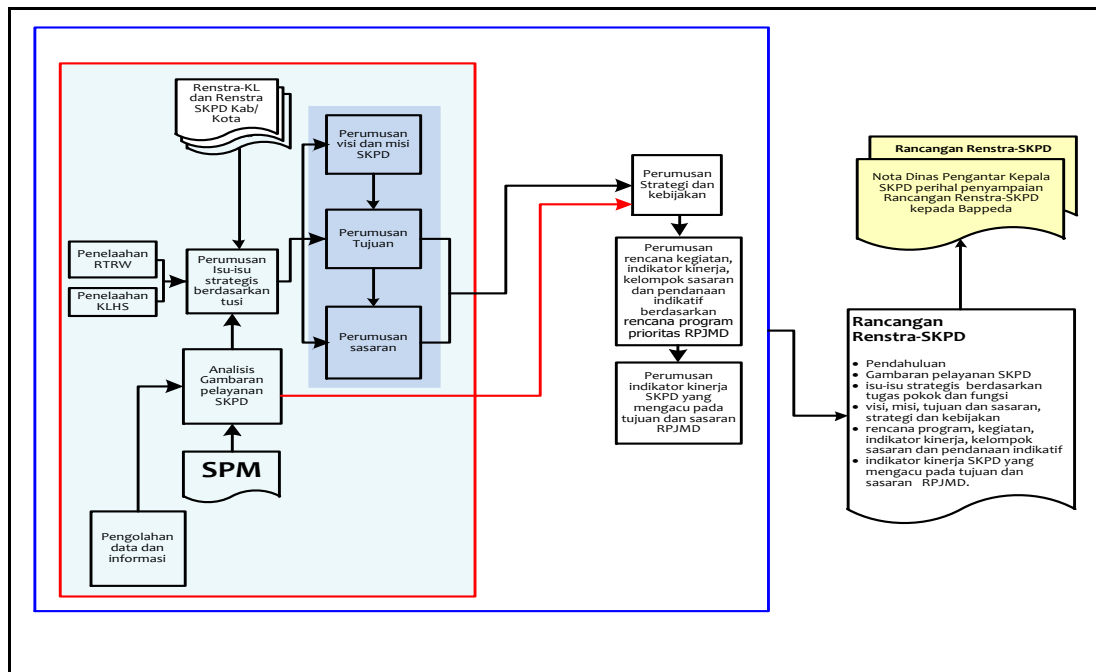 Renstra-KL
dan Renstra
SKPD Kab/
Kota
Perumusan
visi dan misi
SKPD
Perumusan
Tujuan
Perumusan
sasaran
Penelaahan
RTRW
Penelaahan
KLHS
Perumusan
Isu-isu
strategis
berdasarkan
tusi
Analisis
Gambaran
pelayanan
SKPD
SPM
Pengolahan
data dan
informasi
Perumusan
Strategi dan
kebijakan
Perumusan
rencana kegiatan,
indikator kinerja,
kelompok sasaran
dan pendanaan
indikatif
berdasarkan
rencana program
prioritas RPJMD
Perumusan
indikator kinerja
SKPD yang
mengacu pada
tujuan dan sasaran
RPJMD
Rancangan Renstra-SKPD
Nota Dinas Pengantar Kepala
SKPD perihal penyampaian
Rancangan Renstra-SKPD
kepada Bappeda
Rancangan
Renstra-SKPD
• Pendahuluan
• Gambaran pelayanan SKPD
• isu-isu strategis berdasarkan
tugas pokok dan fungsi
• visi, misi, tujuan dan sasaran,
strategi dan kebijakan
• rencana program, kegiatan,
indikator kinerja, kelompok
sasaran dan pendanaan indikatif
• indikator kinerja SKPD yang
mengacu pada tujuan dan
sasaran RPJMD.